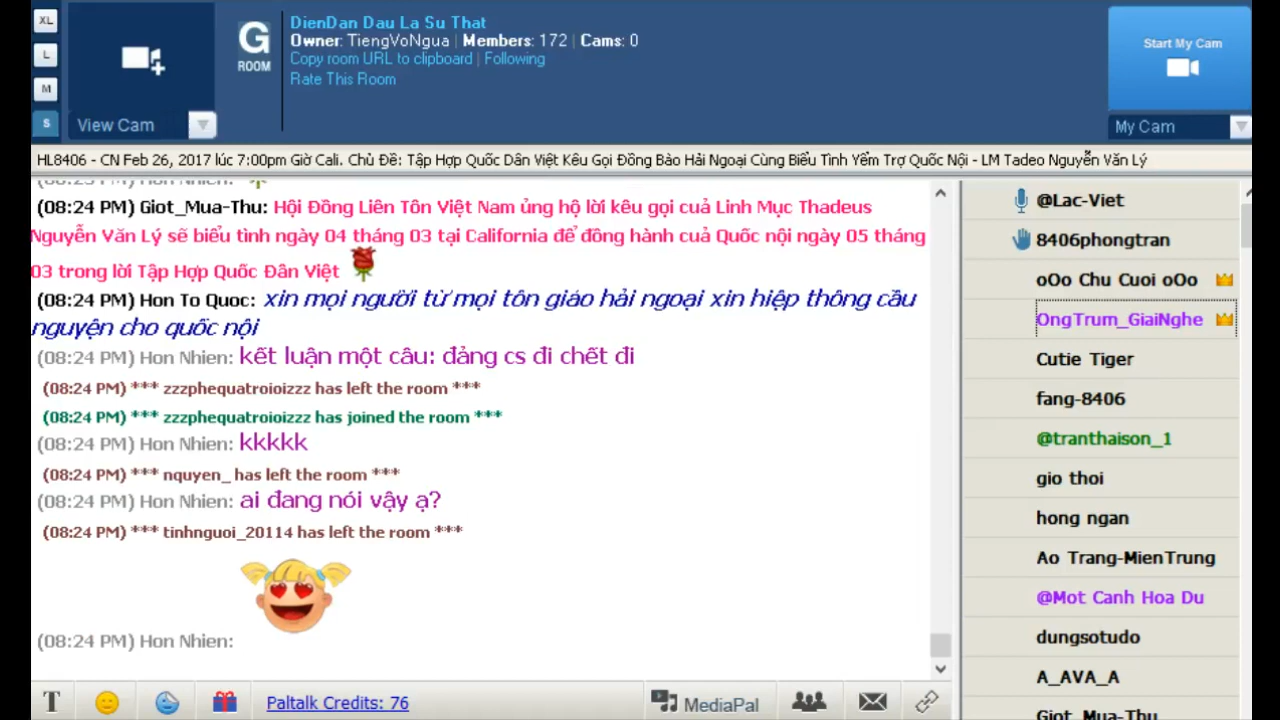 XL
L
M
S
View Cam
G
ROOM
DienDan Dau La Su That
Owner: TiengVoNgua | Members: 172 | Cams: 0
Copy room URL to clipboard | Following
Rate This Room
Start My Cam
My Cam
HL8406 - CN Feb 26, 2017 lúc 7:00pm Giờ Cali. Chủ Đề: Tập Hợp Quốc Dân Việt Kêu Gọi Đồng Bào Hải Ngoại Cùng Biểu Tình Yểm Trợ Quốc Nội - LM Tadeo Nguyễn Văn Lý
(08:23 PM) Hon Nhien:
(08:24 PM) Giot_Mua-Thu: Hội Đồng Liên Tôn Việt Nam ủng hộ lời kêu gọi cuả Linh Mục Thadeus
Nguyễn Văn Lý sẽ biểu tình ngày 04 tháng 03 tại California để đồng hành cuả Quốc nội ngày 05 tháng
03 trong lời Tập Hợp Quốc Dân Việt
(08:24 PM) Hon To Quoc: xin mọi người từ mọi tôn giáo hải ngoại xin hiệp thông cầu
nguyện cho quốc nội
(08:24 PM) Hon Nhien: kết luận một câu: đảng cs đi chết đi
(08:24 PM) *** zzzphequatroioizzz has left the room ***
(08:24 PM) *** zzzphequatroioizzz has joined the room ***
(08:24 PM) Hon Nhien: kkkkk
(08:24 PM) *** nquyen_ has left the room ***
(08:24 PM) Hon Nhien: ai đang nói vậy ạ?
(08:24 PM) *** tinhnguoi_20114 has left the room ***
(08:24 PM) Hon Nhien:
@Lac-Viet
8406phongtran
oOo Chu Cuoi oOo
OngTrum_GiaiNghe
Cutie Tiger
fang-8406
@tranthaison_1
gio thoi
hong ngan
Ao Trang-MienTrung
@Mot Canh Hoa Du
dungsotudo
A_AVA_A
Giot_Mua-Thu
T
Paltalk Credits: 76
MediaPal